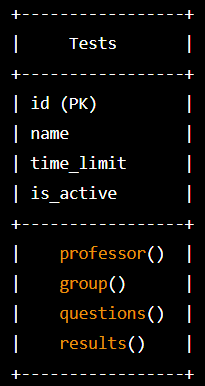 +-----------------+
|     Tests       |
+-----------------+
| id (PK)         |
| name            |
| time_limit      |
| is_active       |
+-----------------+
|    professor()  |
|    group()      |
|    questions()  |
|    results()    |
+-----------------+